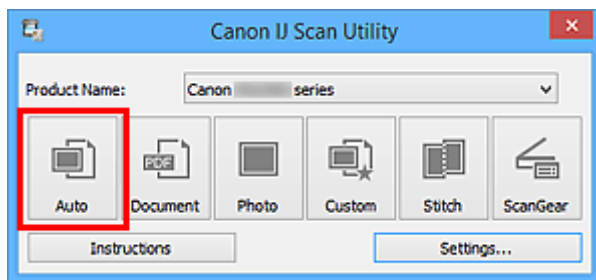 Canon IJ Scan Utility
Product Name: Canon series
PDF
Auto Document Photo Custom Stitch ScanGear
Instructions Settings...